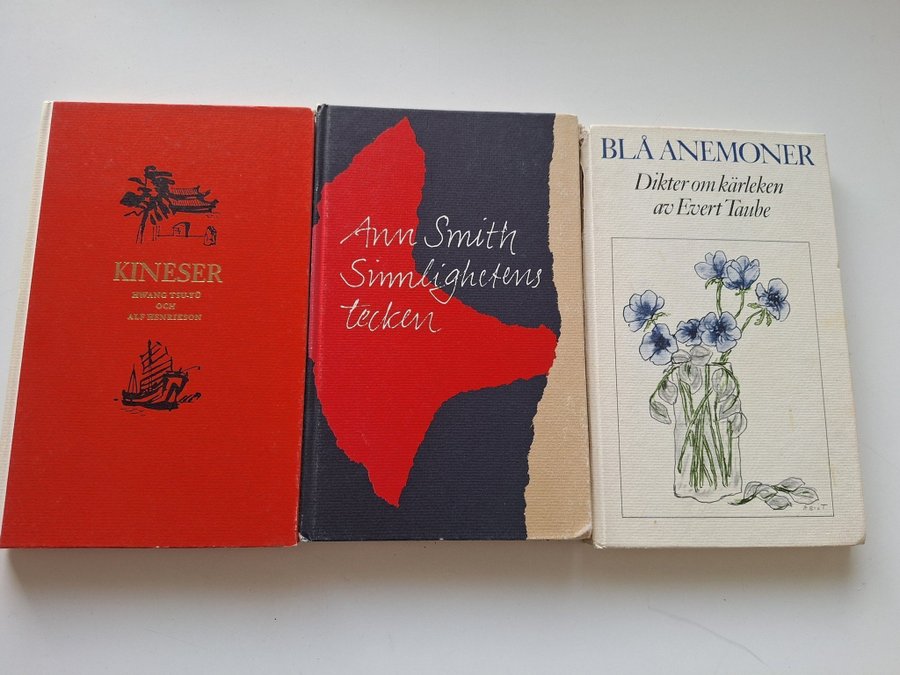 KINESER
HWANG TSU-YÜ
OCH
ALF HENRIKSON
Ann Smith
Sinnlighetens
tecken
BLÅ ANEMONER
Dikter om kärleken
av Evert Taube